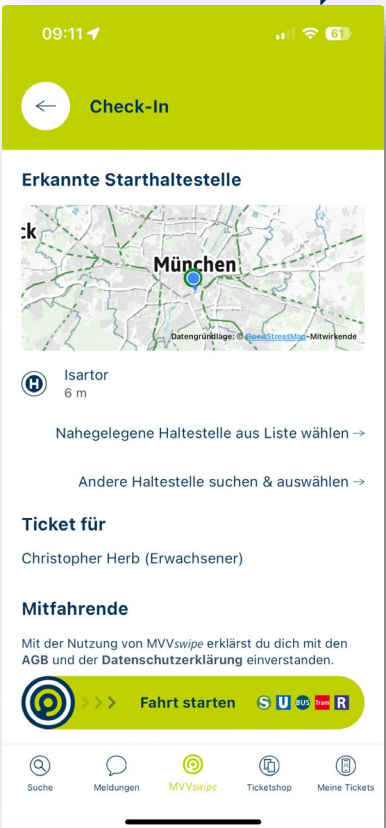 09:11
61
Check-In
Erkannte Starthaltestelle
ck
München
Datengrundlage: © OpenStreetMap-Mitwirkende
H
Isartor
6 m
Nahegelegene Haltestelle aus Liste wählen →
Andere Haltestelle suchen & auswählen →
Ticket für
Christopher Herb (Erwachsener)
Mitfahrende
Mit der Nutzung von MVVswipe erklärst du dich mit den
AGB und der Datenschutzerklärung einverstanden.
Fahrt starten S U BUS Tram R
Suche Meldungen MVVswipe Ticketshop Meine Tickets